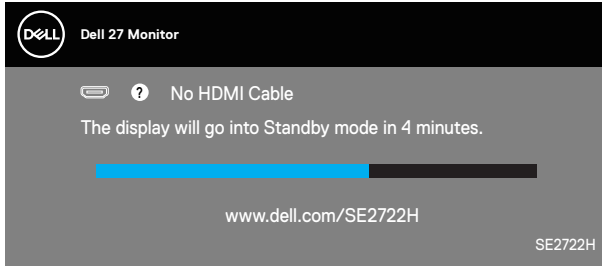 DELL
Dell 27 Monitor
? No HDMI Cable
The display will go into Standby mode in 4 minutes.
www.dell.com/SE2722H
SE2722H